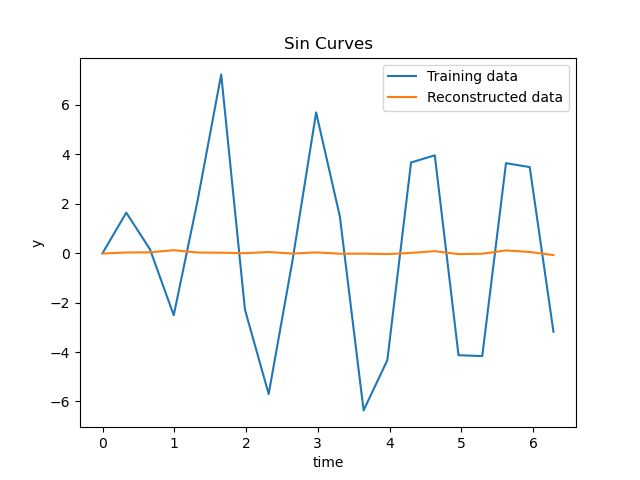 Sin Curves
Training data
Reconstructed data
6
4
2
0
−2
−4
−6
y
0 1 2 3 4 5 6
time